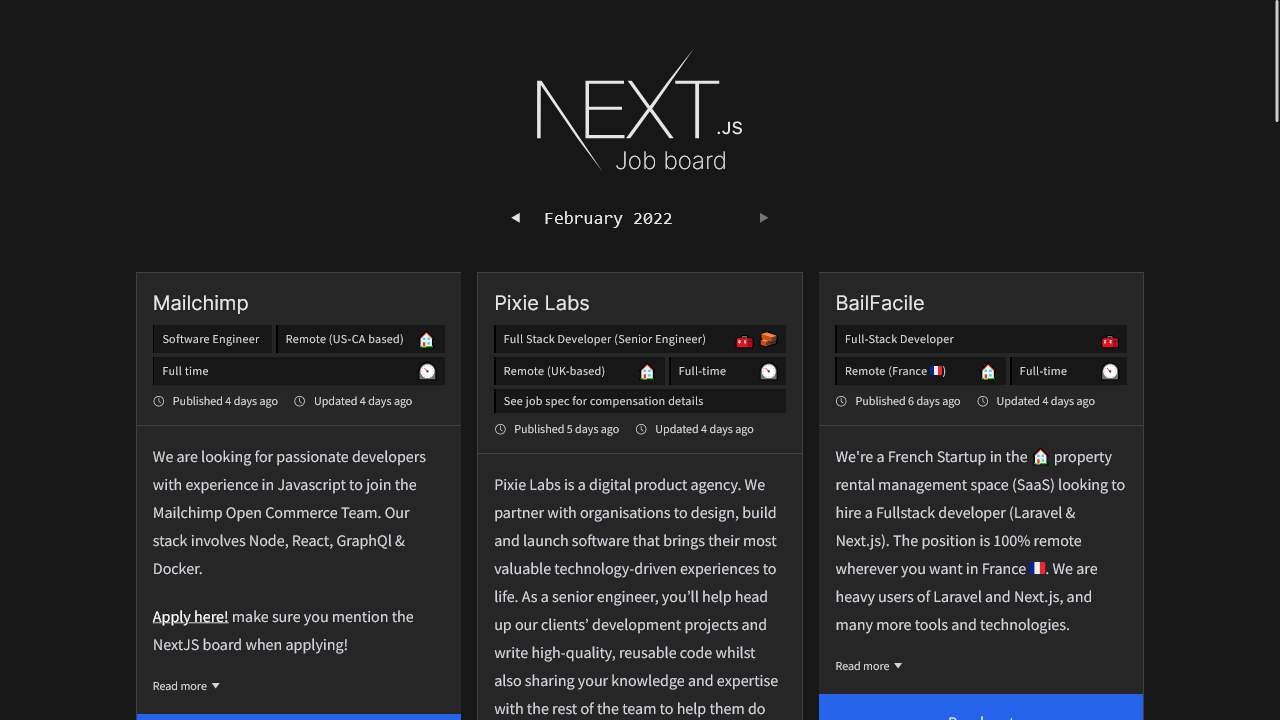 NEXT.JS
Job board
February 2022
Mailchimp
Software Engineer
Remote (US-CA based)
Full time
Published 4 days ago
Updated 4 days ago
We are looking for passionate developers
with experience in Javascript to join the
Mailchimp Open Commerce Team. Our
stack involves Node, React, GraphQl &
Docker.
Apply here! make sure you mention the
NextJS board when applying!
Read more
Pixie Labs
Full Stack Developer (Senior Engineer)
Remote (UK-based)
Full-time
See job spec for compensation details
Published 5 days ago
Updated 4 days ago
Pixie Labs is a digital product agency. We
partner with organisations to design, build
and launch software that brings their most
valuable technology-driven experiences to
life. As a senior engineer, you’ll help head
up our clients’ development projects and
write high-quality, reusable code whilst
also sharing your knowledge and expertise
with the rest of the team to help them do
BailFacile
Full-Stack Developer
Remote (France 🇫🇷)
Full-time
Published 6 days ago
Updated 4 days ago
We're a French Startup in the 🏠 property
rental management space (SaaS) looking to
hire a Fullstack developer (Laravel &
Next.js). The position is 100% remote
wherever you want in France 🇫🇷. We are
heavy users of Laravel and Next.js, and
many more tools and technologies.
Read more